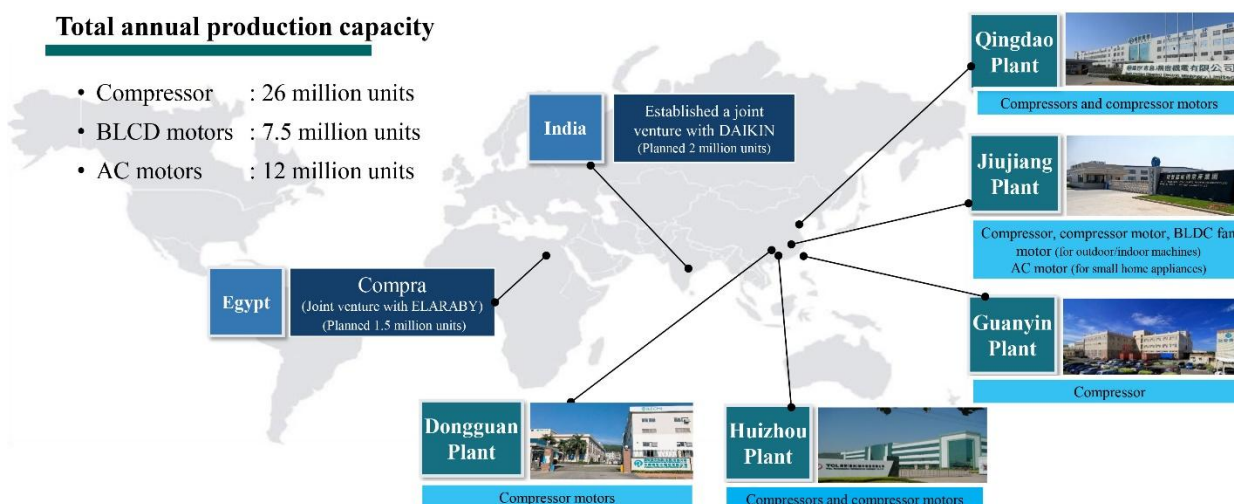 Total annual production capacity
• Compressor : 26 million units
• BLCD motors : 7.5 million units
• AC motors : 12 million units
India
Established a joint
venture with DAIKIN
(Planned 2 million units)
Egypt
Compra
(Joint venture with ELARABY)
(Planned 1.5 million units)
Qingdao
Plant
Compressors and compressor motors
Jiujiang
Plant
Compressor, compressor motor, BLDC fan
motor (for outdoor/indoor machines)
AC motor (for small home appliances)
Guanyin
Plant
Compressor
Dongguan
Plant
Compressor motors
Huizhou
Plant
Compressors and compressor motors